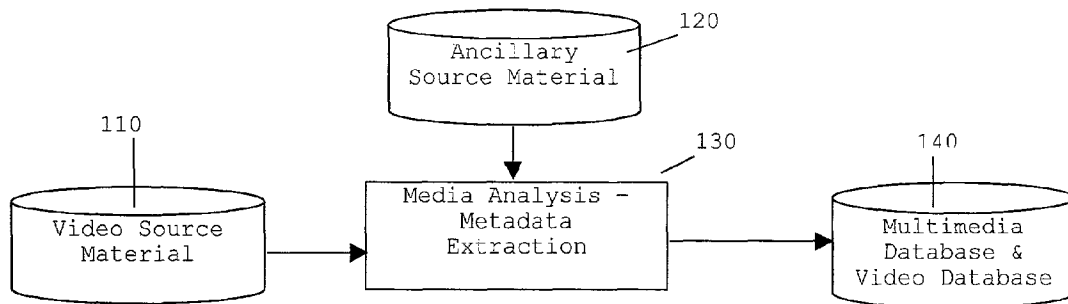 120
Ancillary
Source Material
110
130
140
Video Source
Material
Media Analysis –
Metadata
Extraction
Multimedia
Database &
Video Database